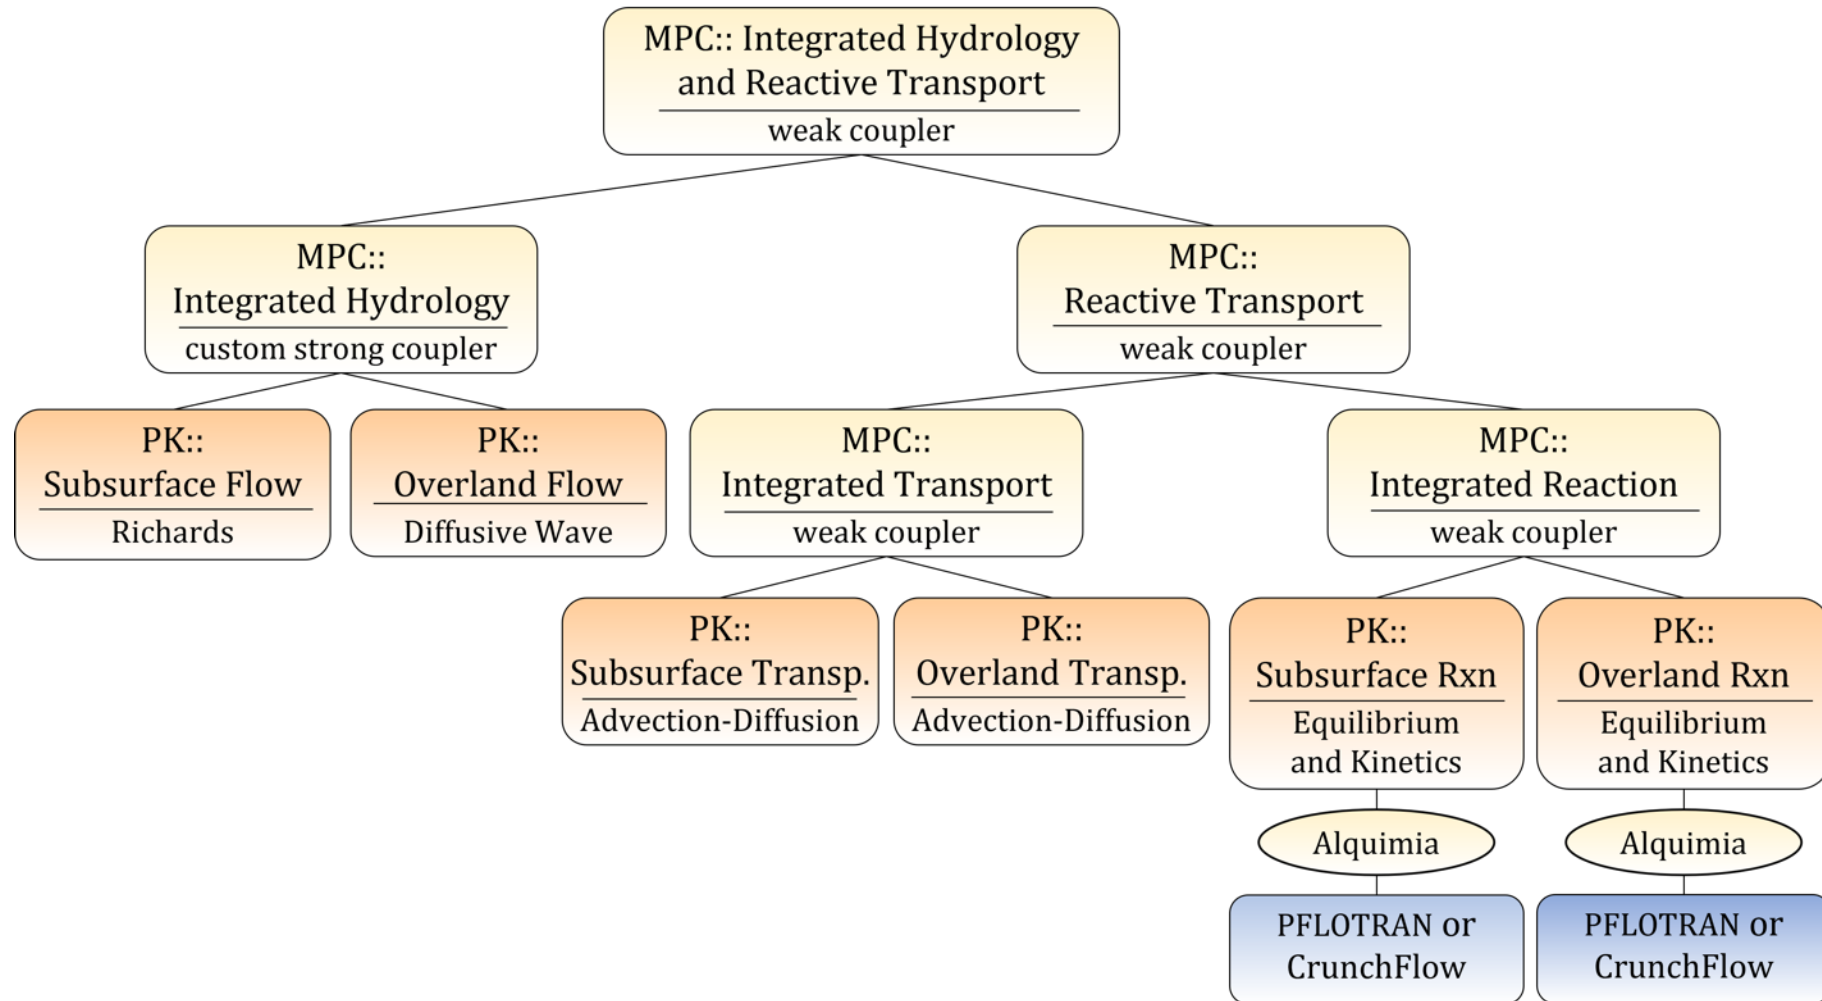 MPC:: Integrated Hydrology
and Reactive Transport
weak coupler
MPC::
Integrated Hydrology
custom strong coupler
MPC::
Reactive Transport
weak coupler
PK::
Subsurface Flow
Richards
PK::
Overland Flow
Diffusive Wave
MPC::
Integrated Transport
weak coupler
MPC::
Integrated Reaction
weak coupler
PK::
Subsurface Transp.
Advection-Diffusion
PK::
Overland Transp.
Advection-Diffusion
PK::
Subsurface Rxn
Equilibrium
and Kinetics
PK::
Overland Rxn
Equilibrium
and Kinetics
Alquimia
Alquimia
PFLOTRAN or
CrunchFlow
PFLOTRAN or
CrunchFlow